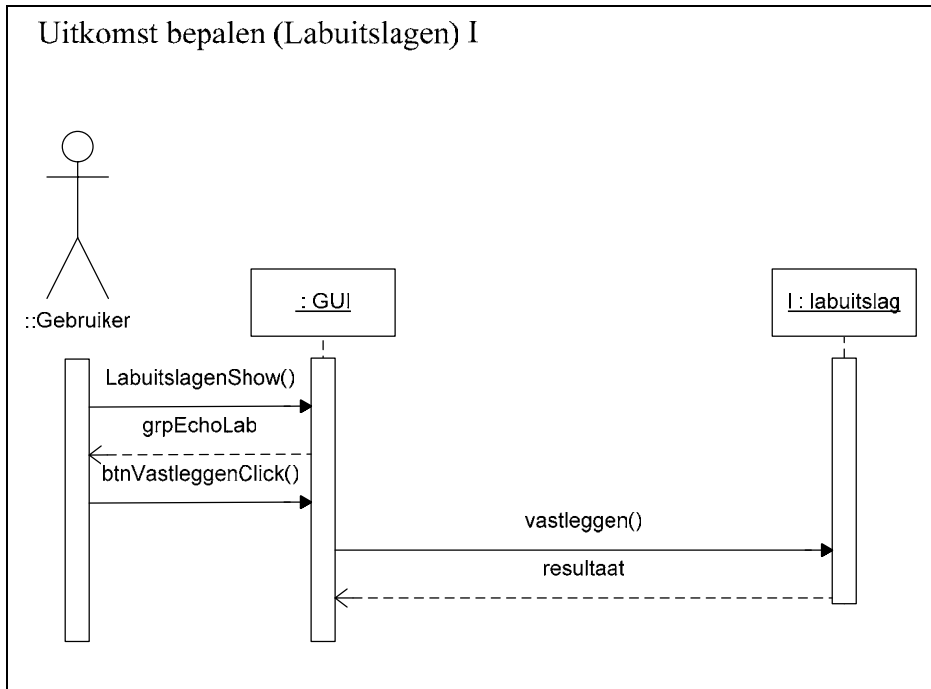 Uitkomst bepalen (Labuitslagen) I
::Gebruiker
: GUI
l : labuitslag
LabuitslagenShow()
grpEchoLab
btnVastleggenClick()
vastleggen()
resultaat